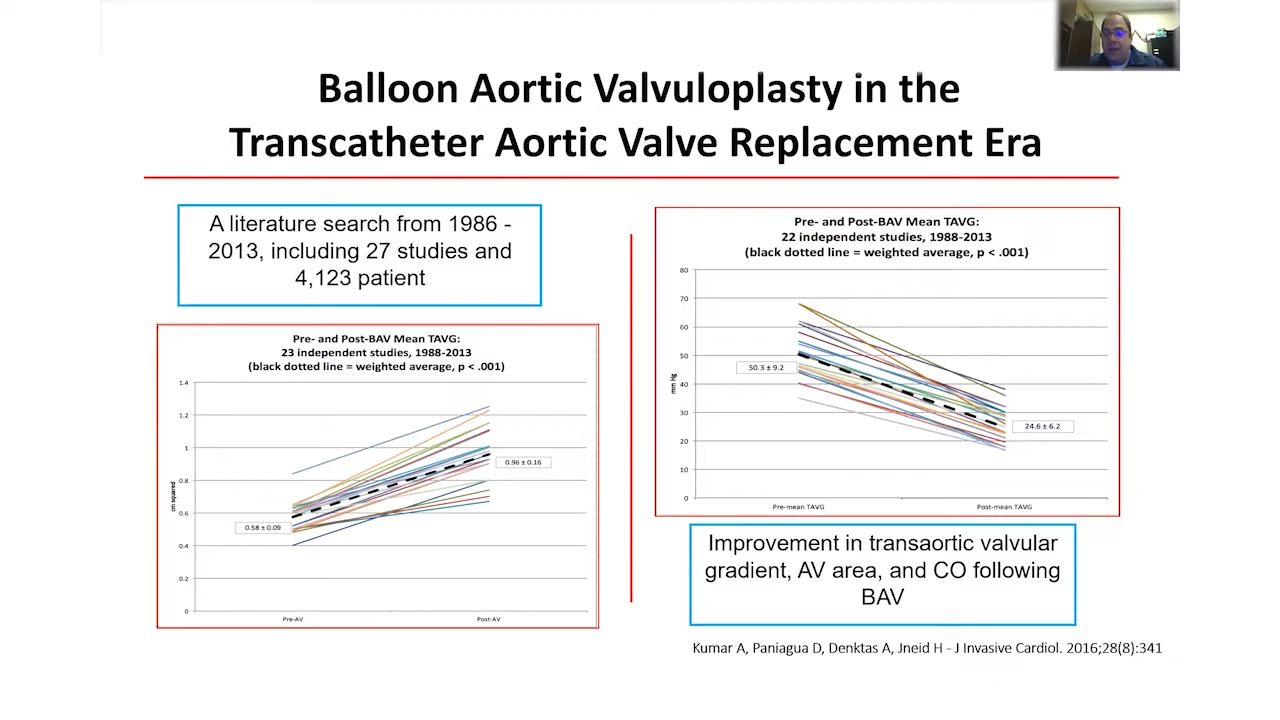 Balloon Aortic Valvuloplasty in the
Transcatheter Aortic Valve Replacement Era
A literature search from 1986 -
2013, including 27 studies and
4,123 patient
Pre- and Post-BAV Mean TAVG:
23 independent studies, 1988-2013
(black dotted line = weighted average, p < .001)
1.4
1.2
1
0.8
0.6
0.4
0.2
0
cm squared
0.58 ± 0.09
0.96 ± 0.16
Pre-AV
Post-AV
Pre- and Post-BAV Mean TAVG:
22 independent studies, 1988-2013
(black dotted line = weighted average, p < .001)
80
70
60
50
40
30
20
10
0
mm Hg
50.3 ± 9.2
24.6 ± 6.2
Pre-mean TAVG
Post-mean TAVG
Improvement in transaortic valvular
gradient, AV area, and CO following
BAV
Kumar A, Paniagua D, Denktas A, Jneid H - J Invasive Cardiol. 2016;28(8):341